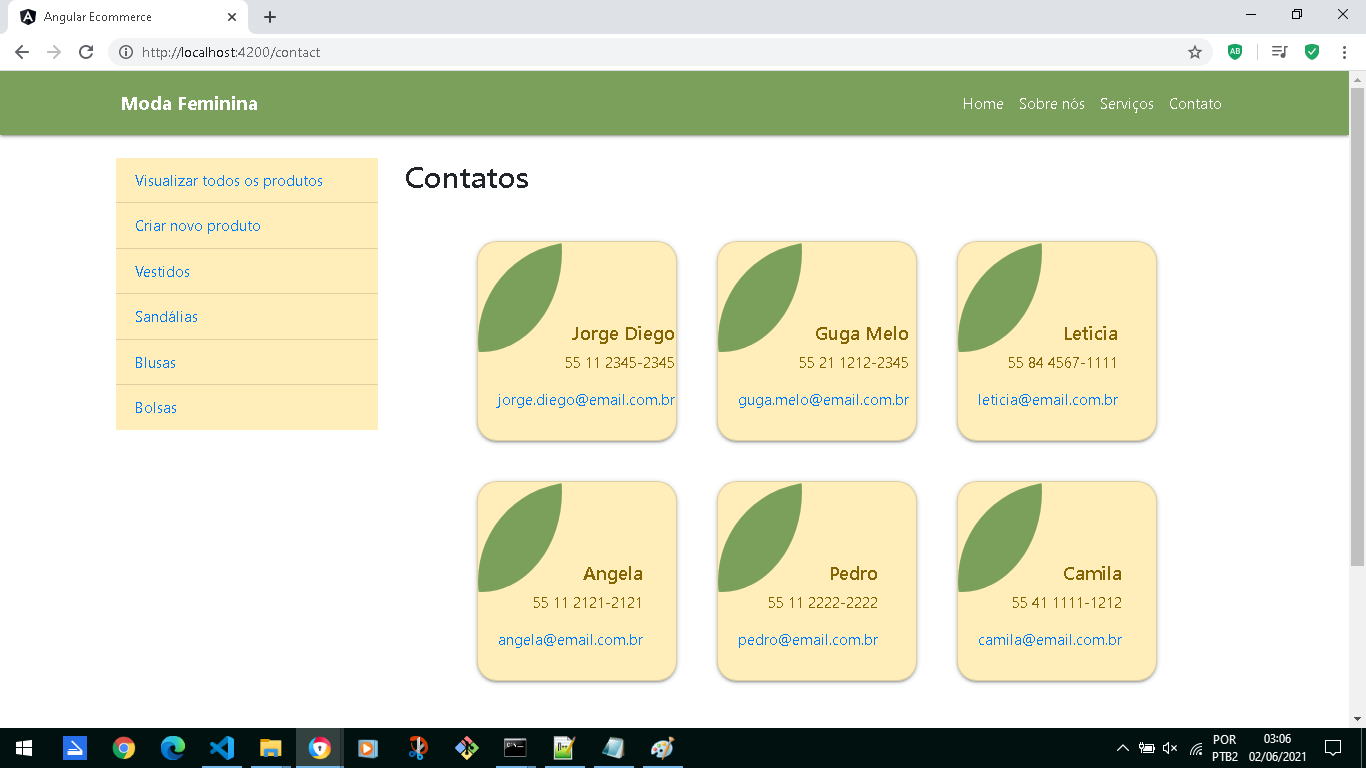 Angular Ecommerce
http://localhost:4200/contact
AB
Moda Feminina
Home Sobre nós Serviços Contato
Visualizar todos os produtos
Criar novo produto
Vestidos
Sandálias
Blusas
Bolsas
Contatos
Jorge Diego
55 11 2345-2345
jorge.diego@email.com.br
Guga Melo
55 21 1212-2345
guga.melo@email.com.br
Leticia
55 84 4567-1111
leticia@email.com.br
Angela
55 11 2121-2121
angela@email.com.br
Pedro
55 11 2222-2222
pedro@email.com.br
Camila
55 41 1111-1212
camila@email.com.br
POR
PTB2
03:06
02/06/2021